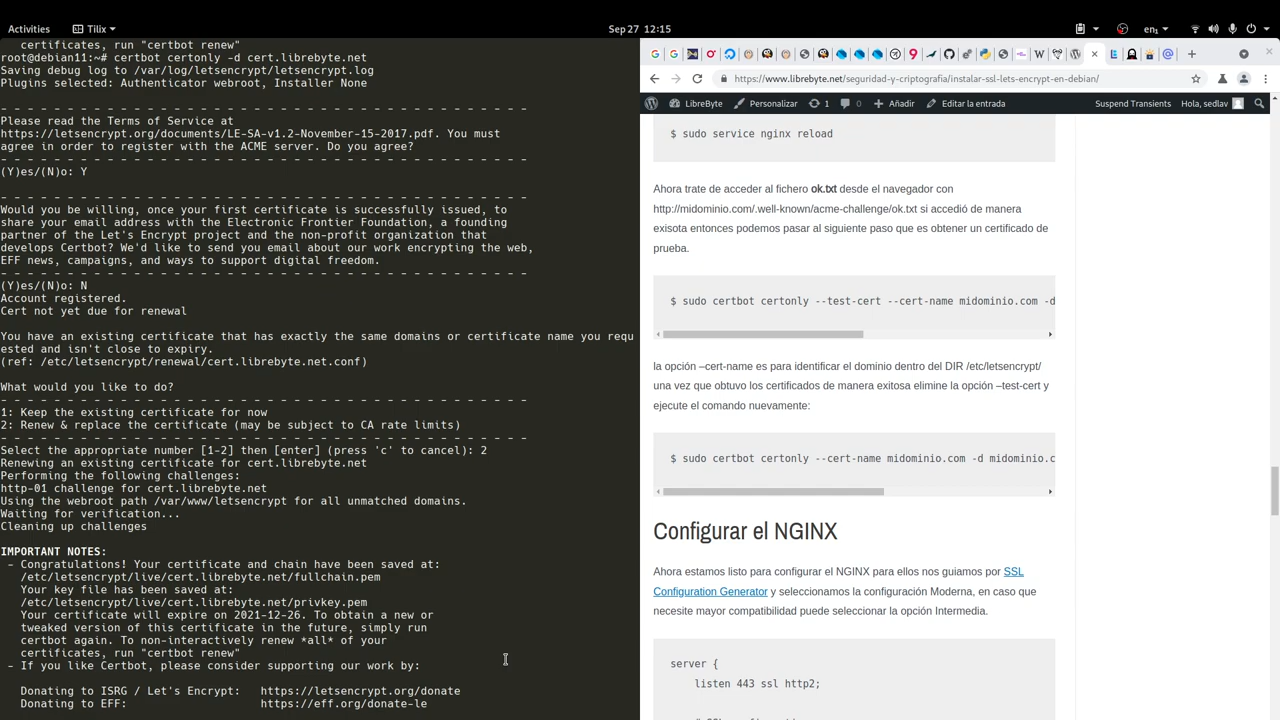 Activities
Tilix
Sep 27 12:15
en₁
certificates, run "certbot renew"
root@debian11:~# certbot certonly -d cert.librebyte.net
Saving debug log to /var/log/letsencrypt/letsencrypt.log
Plugins selected: Authenticator webroot, Installer None
- - - - - - - - - - - - - - - - - - - - - - - - - - - - - - - - - - - - - - - -
Please read the Terms of Service at
https://letsencrypt.org/documents/LE-SA-v1.2-November-15-2017.pdf. You must
agree in order to register with the ACME server. Do you agree?
- - - - - - - - - - - - - - - - - - - - - - - - - - - - - - - - - - - - - - - -
(Y)es/(N)o: Y
- - - - - - - - - - - - - - - - - - - - - - - - - - - - - - - - - - - - - - - -
Would you be willing, once your first certificate is successfully issued, to
share your email address with the Electronic Frontier Foundation, a founding
partner of the Let's Encrypt project and the non-profit organization that
develops Certbot? We'd like to send you email about our work encrypting the web,
EFF news, campaigns, and ways to support digital freedom.
- - - - - - - - - - - - - - - - - - - - - - - - - - - - - - - - - - - - - - - -
(Y)es/(N)o: N
Account registered.
Cert not yet due for renewal
You have an existing certificate that has exactly the same domains or certificate name you requ
ested and isn't close to expiry.
(ref: /etc/letsencrypt/renewal/cert.librebyte.net.conf)
What would you like to do?
- - - - - - - - - - - - - - - - - - - - - - - - - - - - - - - - - - - - - - - -
1: Keep the existing certificate for now
2: Renew & replace the certificate (may be subject to CA rate limits)
- - - - - - - - - - - - - - - - - - - - - - - - - - - - - - - - - - - - - - - -
Select the appropriate number [1-2] then [enter] (press 'c' to cancel): 2
Renewing an existing certificate for cert.librebyte.net
Performing the following challenges:
http-01 challenge for cert.librebyte.net
Using the webroot path /var/www/letsencrypt for all unmatched domains.
Waiting for verification...
Cleaning up challenges
IMPORTANT NOTES:
- Congratulations! Your certificate and chain have been saved at:
/etc/letsencrypt/live/cert.librebyte.net/fullchain.pem
Your key file has been saved at:
/etc/letsencrypt/live/cert.librebyte.net/privkey.pem
Your certificate will expire on 2021-12-26. To obtain a new or
tweaked version of this certificate in the future, simply run
certbot again. To non-interactively renew *all* of your
certificates, run "certbot renew"
- If you like Certbot, please consider supporting our work by:
Donating to ISRG / Let's Encrypt: https://letsencrypt.org/donate
Donating to EFF: https://eff.org/donate-le
https://www.librebyte.net/seguridad-y-criptografia/instalar-ssl-lets-encrypt-en-debian/
LibreByte
Personalizar
1
0
Añadir
Editar la entrada
Suspend Transients
Hola, sedlav
$ sudo service nginx reload
Ahora trate de acceder al fichero ok.txt desde el navegador con
http://midominio.com/.well-known/acme-challenge/ok.txt si accedió de manera
exisota entonces podemos pasar al siguiente paso que es obtener un certificado de
prueba.
$ sudo certbot certonly --test-cert --cert-name midominio.com -d
la opción –cert-name es para identificar el dominio dentro del DIR /etc/letsencrypt/
una vez que obtuvo los certificados de manera exitosa elimine la opción –test-cert y
ejecute el comando nuevamente:
$ sudo certbot certonly --cert-name midominio.com -d midominio.c
Configurar el NGINX
Ahora estamos listo para configurar el NGINX para ellos nos guiamos por SSL
Configuration Generator y seleccionamos la configuración Moderna, en caso que
necesite mayor compatibilidad puede seleccionar la opción Intermedia.
server {
listen 443 ssl http2;